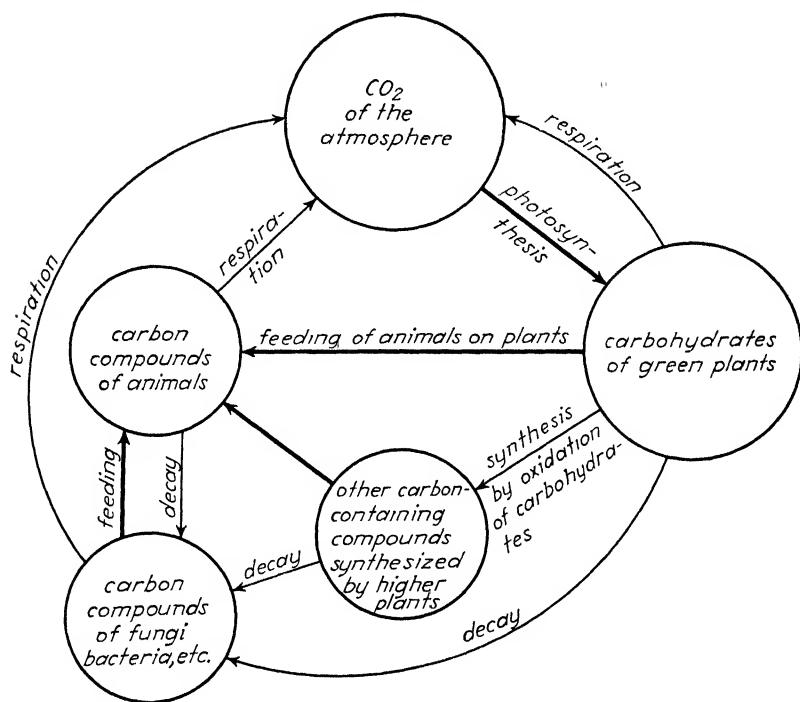 CO₂
of the
atmosphere
respiration
respiration
photosyn-
thesis
respira-
tion
carbon
compounds
of animals
feeding of animals on plants
carbohydrates
of green plants
feeding
decay
synthesis
by oxidation
of carbohydra-
tes
other carbon-
containing
compounds
synthesized
by higher
plants
decay
carbon
compounds
of fungi
bacteria, etc.
decay